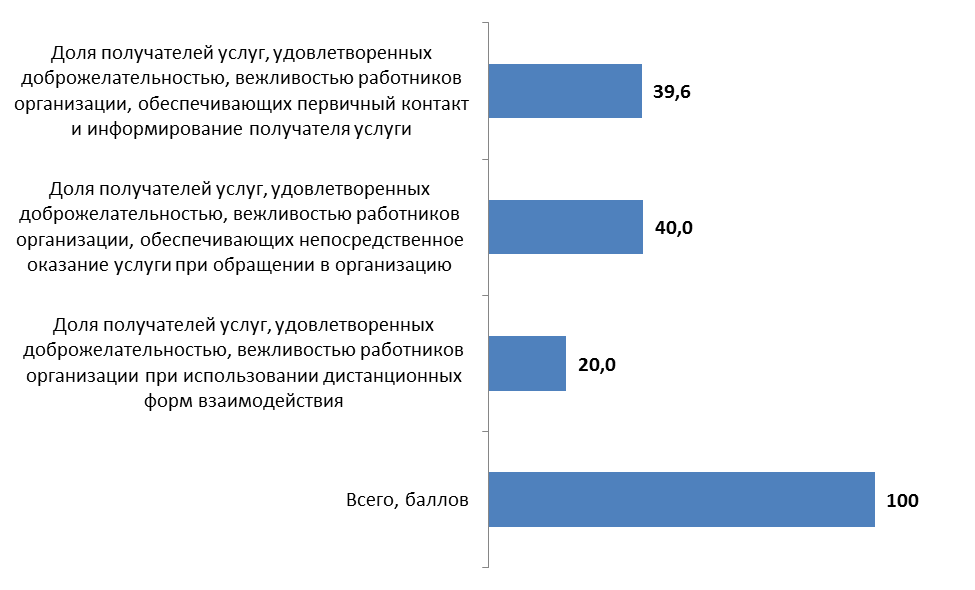 Доля получателей услуг, удовлетворенных
доброжелательностью, вежливостью работников
организации, обеспечивающих первичный контакт
и информирование получателя услуги
39,6
Доля получателей услуг, удовлетворенных
доброжелательностью, вежливостью работников
организации, обеспечивающих непосредственное
оказание услуги при обращении в организацию
40,0
Доля получателей услуг, удовлетворенных
доброжелательностью, вежливостью работников
организации при использовании дистанционных
форм взаимодействия
20,0
Всего, баллов
100